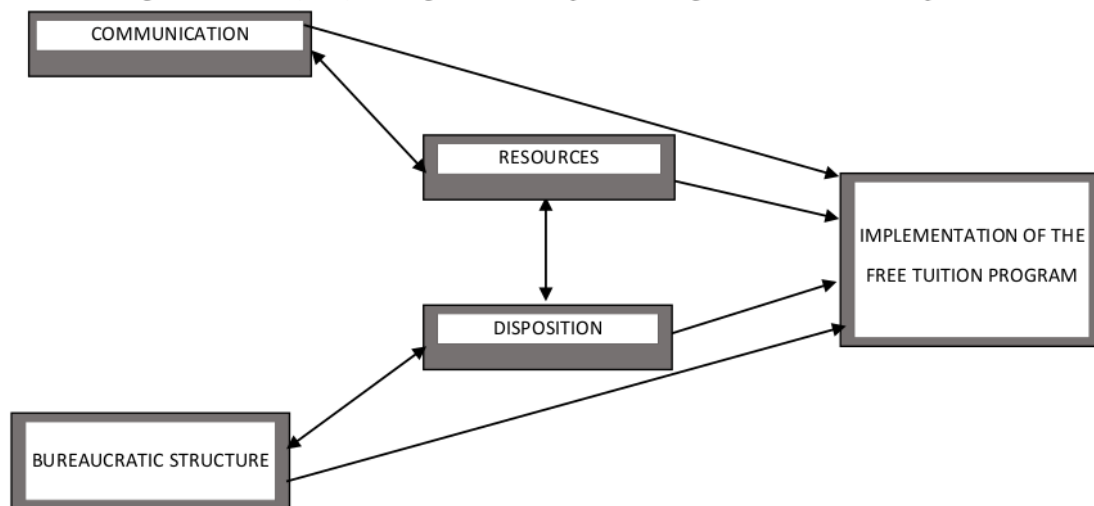 COMMUNICATION
RESOURCES
IMPLEMENTATION OF THE
FREE TUITION PROGRAM
DISPOSITION
BUREAUCRATIC STRUCTURE